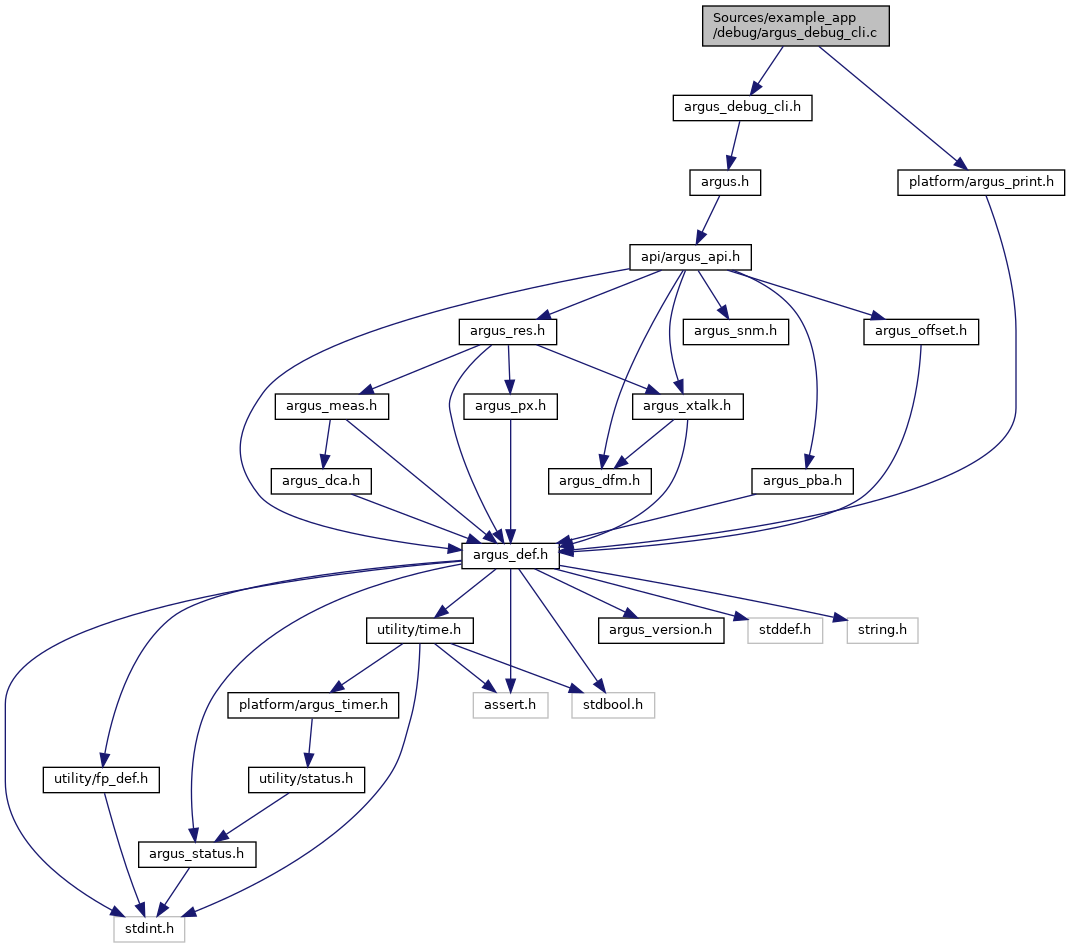 Sources/example_app
/debug/argus_debug_cli.c
argus_debug_cli.h
argus.h
platform/argus_print.h
api/argus_api.h
argus_res.h
argus_snm.h
argus_offset.h
argus_meas.h
argus_px.h
argus_xtalk.h
argus_dca.h
argus_dfm.h
argus_pba.h
argus_def.h
utility/time.h
argus_version.h
stddef.h
string.h
platform/argus_timer.h
assert.h
stdbool.h
utility/fp_def.h
utility/status.h
argus_status.h
stdint.h